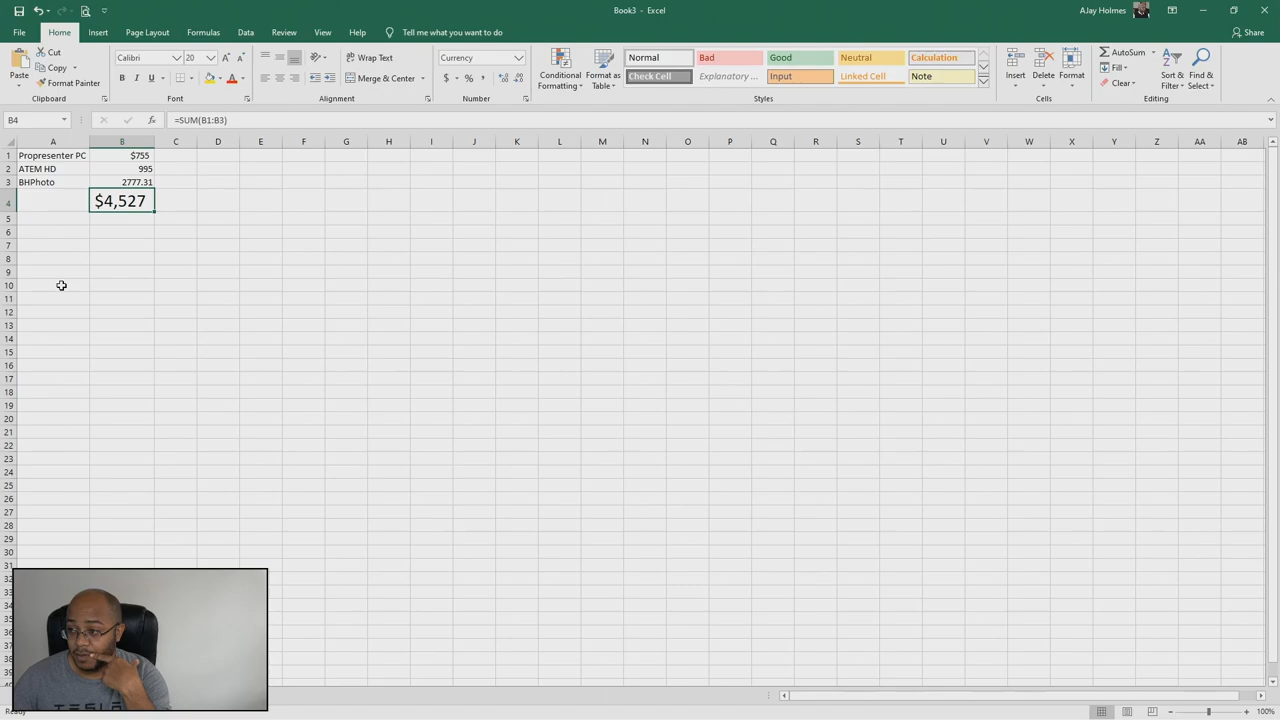 Book3 - Excel
AJay Holmes
File Home Insert Page Layout Formulas Data Review View Help Tell me what you want to do
Share
Paste
Cut
Copy
Format Painter
Clipboard
Calibri 20
B I U
Font
Wrap Text
Merge & Center
Alignment
Currency
$ % ,
Number
Conditional Formatting
Format as Table
Normal Bad Good Neutral Calculation
Check Cell Explanatory ... Input Linked Cell Note
Styles
Insert Delete Format
Cells
AutoSum
Fill
Clear
Sort & Filter
Find & Select
Editing
B4 fx =SUM(B1:B3)
A B C D E F G H I J K L M N O P Q R S T U V W X Y Z AA AB
1 Propresenter PC $755
2 ATEM HD 995
3 BHPhoto 2777.31
4 $4,527
5
6
7
8
9
10
11
12
13
14
15
16
17
18
19
20
21
22
23
24
25
26
27
28
29
30
31
32
33
34
35
36
37
38
39
TESLA
Ready
100%